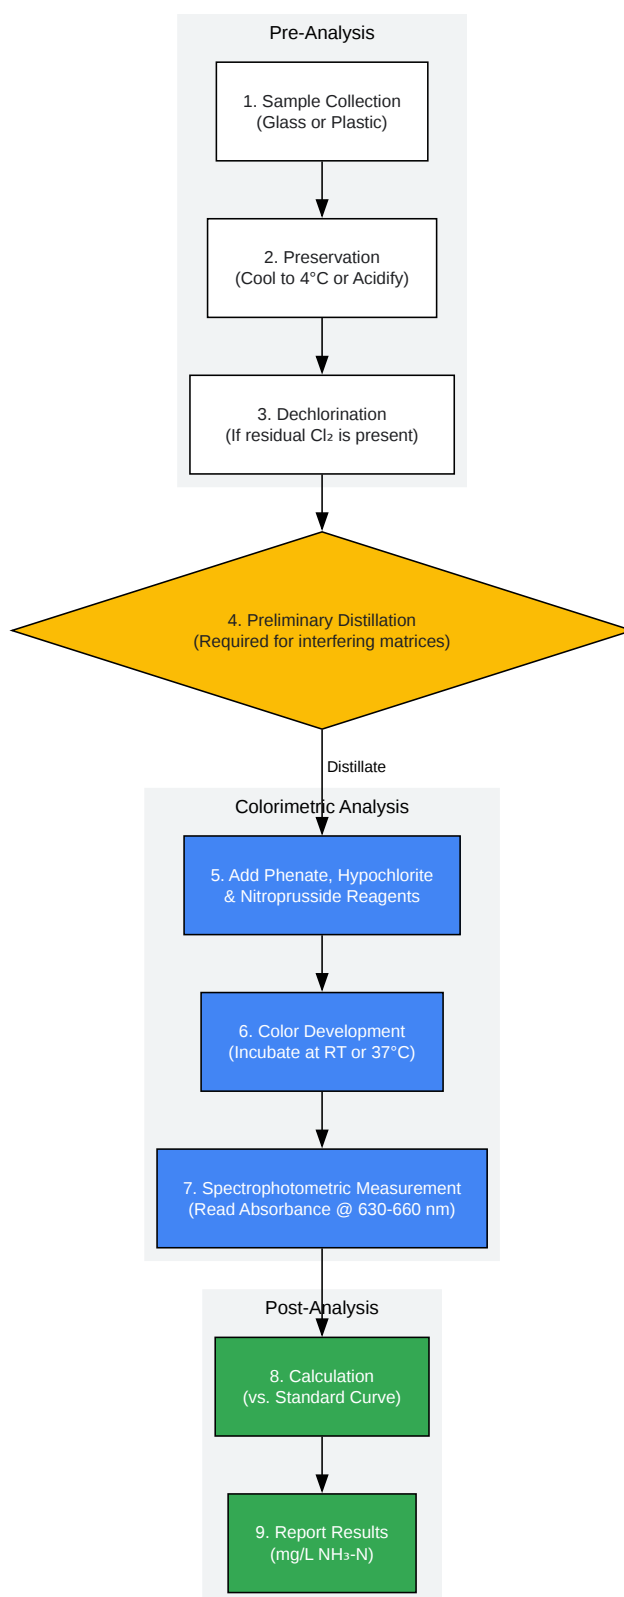 Pre-Analysis
1. Sample Collection
(Glass or Plastic)
2. Preservation
(Cool to 4°C or Acidify)
3. Dechlorination
(If residual Cl₂ is present)
4. Preliminary Distillation
(Required for interfering matrices)
Distillate
Colorimetric Analysis
5. Add Phenate, Hypochlorite
& Nitroprusside Reagents
6. Color Development
(Incubate at RT or 37°C)
7. Spectrophotometric Measurement
(Read Absorbance @ 630-660 nm)
Post-Analysis
8. Calculation
(vs. Standard Curve)
9. Report Results
(mg/L NH₃-N)